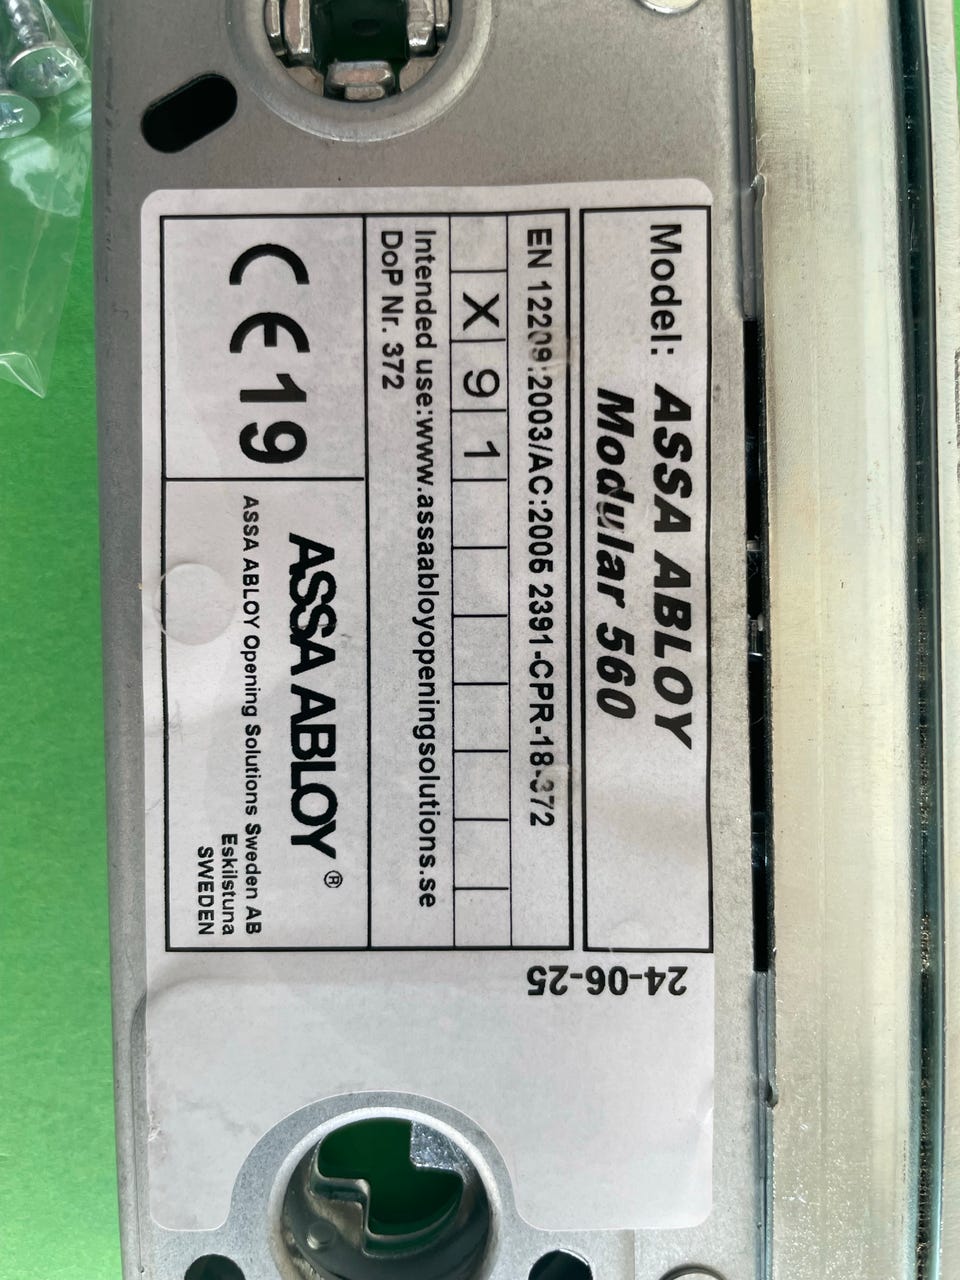 Model: ASSA ABLOY
Modular 560
EN 12209:2003/AC:2005 2391-CPR-18-372
X 9 1
Intended use:www.assaabloyopeningsolutions.se
DoP Nr. 372
CE 19
ASSA ABLOY®
ASSA ABLOY Opening Solutions Sweden AB
Eskilstuna
SWEDEN
24-06-25